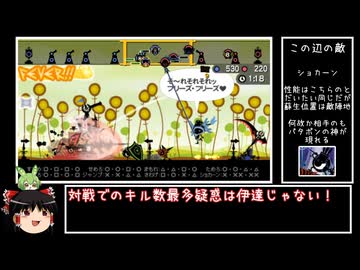 FEVER!!
530 220
1:18
そ〜れそれそれッ
フリーズ・フリーズ♥
この辺の敵
ショカーン
性能はこちらのと
だいたい同じだが
蘇生位置は敵陣地
何故か相手のも
パタポンの神が
現れる
対戦でのキル数最多疑惑は伊達じゃない！